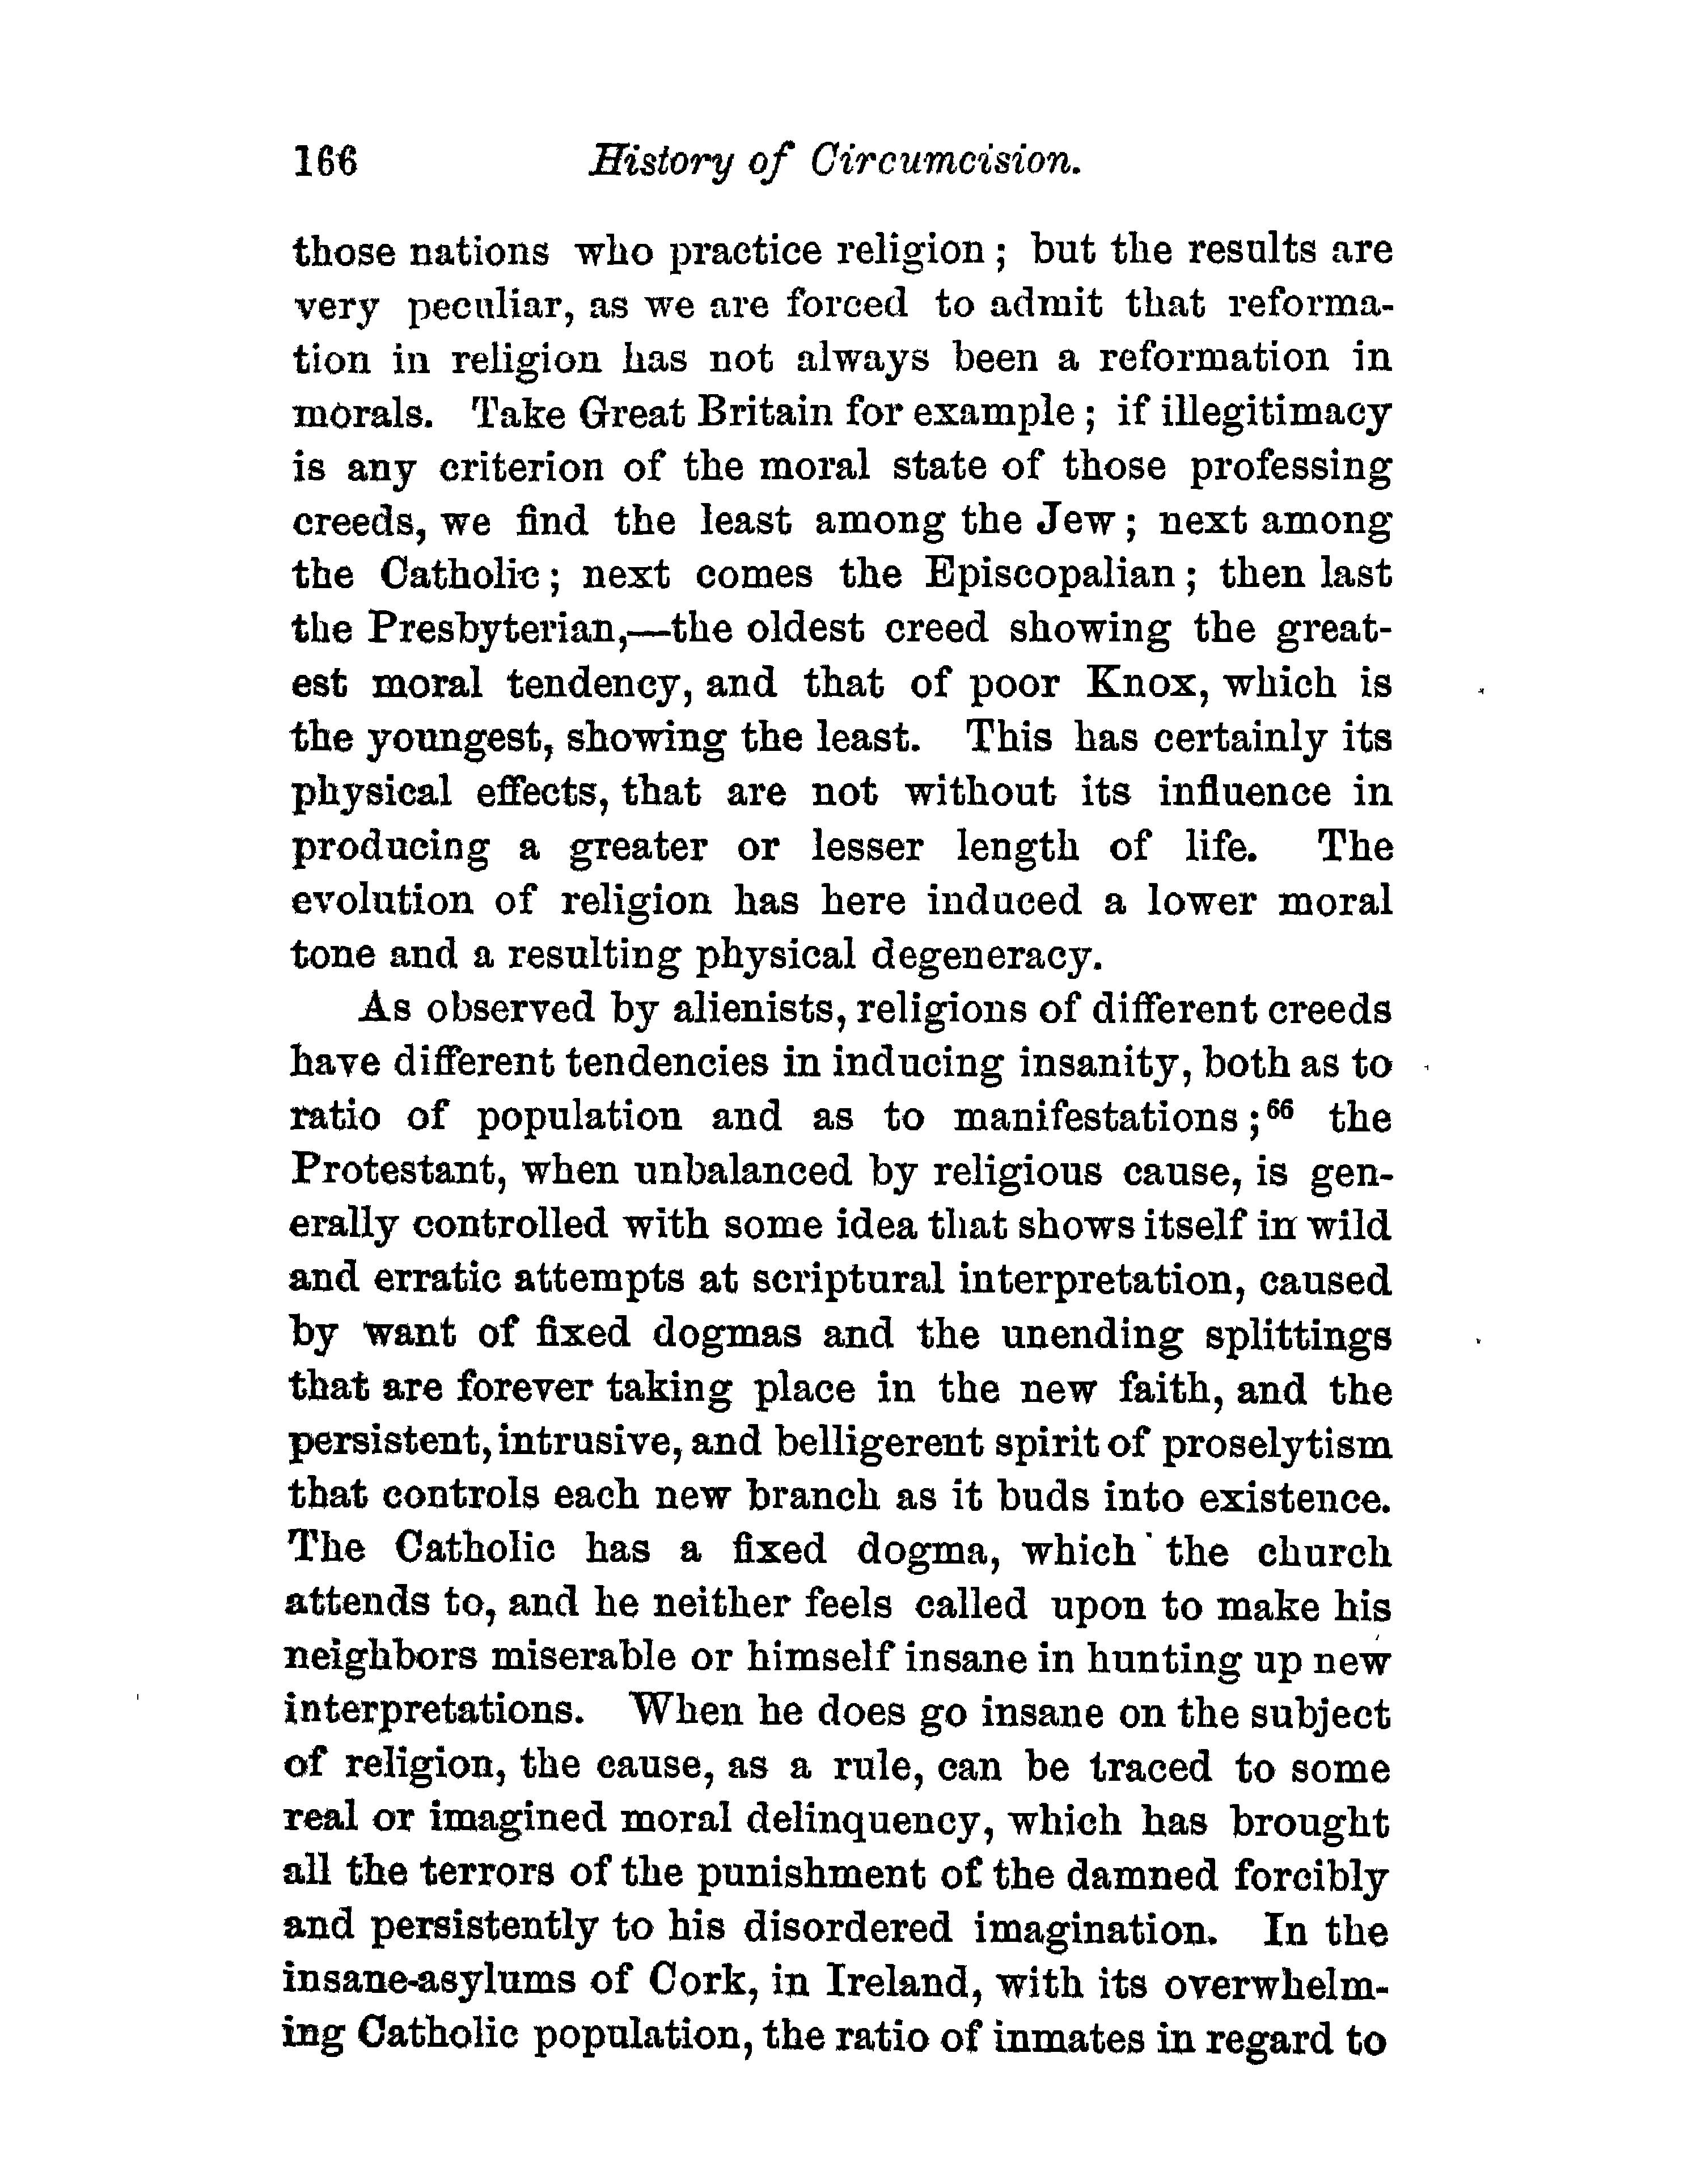 166 History of Circumcision.
those nations who practice religion; but the results are
very peculiar, as we are forced to admit that reforma-
tion in religion has not always been a reformation in
morals. Take Great Britain for example; if illegitimacy
is any criterion of the moral state of those professing
creeds, we find the least among the Jew; next among
the Catholic; next comes the Episcopalian; then last
the Presbyterian,—the oldest creed showing the great-
est moral tendency, and that of poor Knox, which is
the youngest, showing the least. This has certainly its
physical effects, that are not without its influence in
producing a greater or lesser length of life. The
evolution of religion has here induced a lower moral
tone and a resulting physical degeneracy.
As observed by alienists, religions of different creeds
have different tendencies in inducing insanity, both as to
ratio of population and as to manifestations;⁶⁶ the
Protestant, when unbalanced by religious cause, is gen-
erally controlled with some idea that shows itself in wild
and erratic attempts at scriptural interpretation, caused
by want of fixed dogmas and the unending splittings
that are forever taking place in the new faith, and the
persistent, intrusive, and belligerent spirit of proselytism
that controls each new branch as it buds into existence.
The Catholic has a fixed dogma, which the church
attends to, and he neither feels called upon to make his
neighbors miserable or himself insane in hunting up new
interpretations. When he does go insane on the subject
of religion, the cause, as a rule, can be traced to some
real or imagined moral delinquency, which has brought
all the terrors of the punishment of the damned forcibly
and persistently to his disordered imagination. In the
insane-asylums of Cork, in Ireland, with its overwhelm-
ing Catholic population, the ratio of inmates in regard to